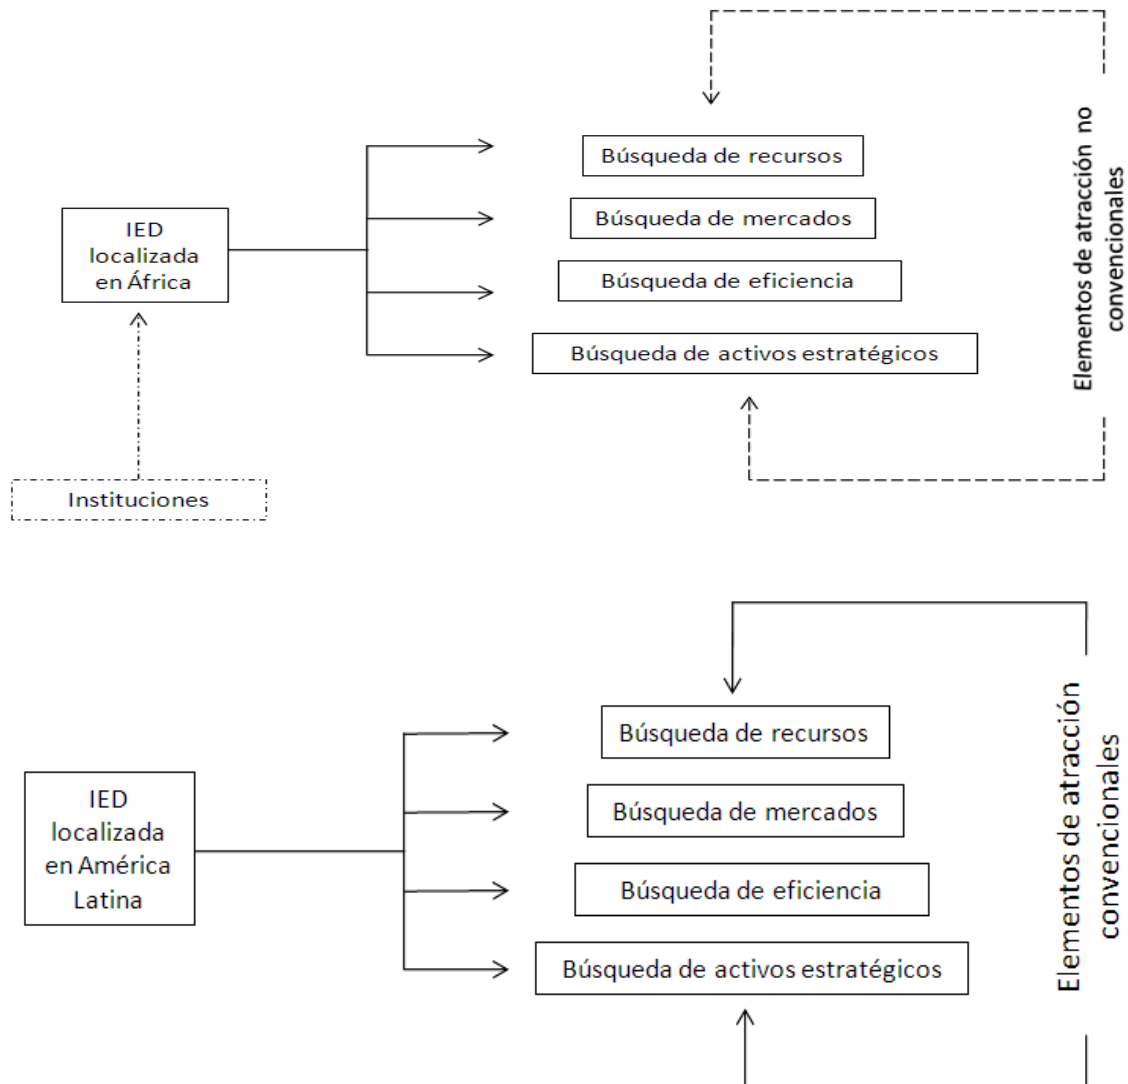 IED
localizada
en África
Búsqueda de recursos
Búsqueda de mercados
Búsqueda de eficiencia
Búsqueda de activos estratégicos
Elementos de atracción no
convencionales
Instituciones
IED
localizada
en América
Latina
Búsqueda de recursos
Búsqueda de mercados
Búsqueda de eficiencia
Búsqueda de activos estratégicos
Elementos de atracción
convencionales